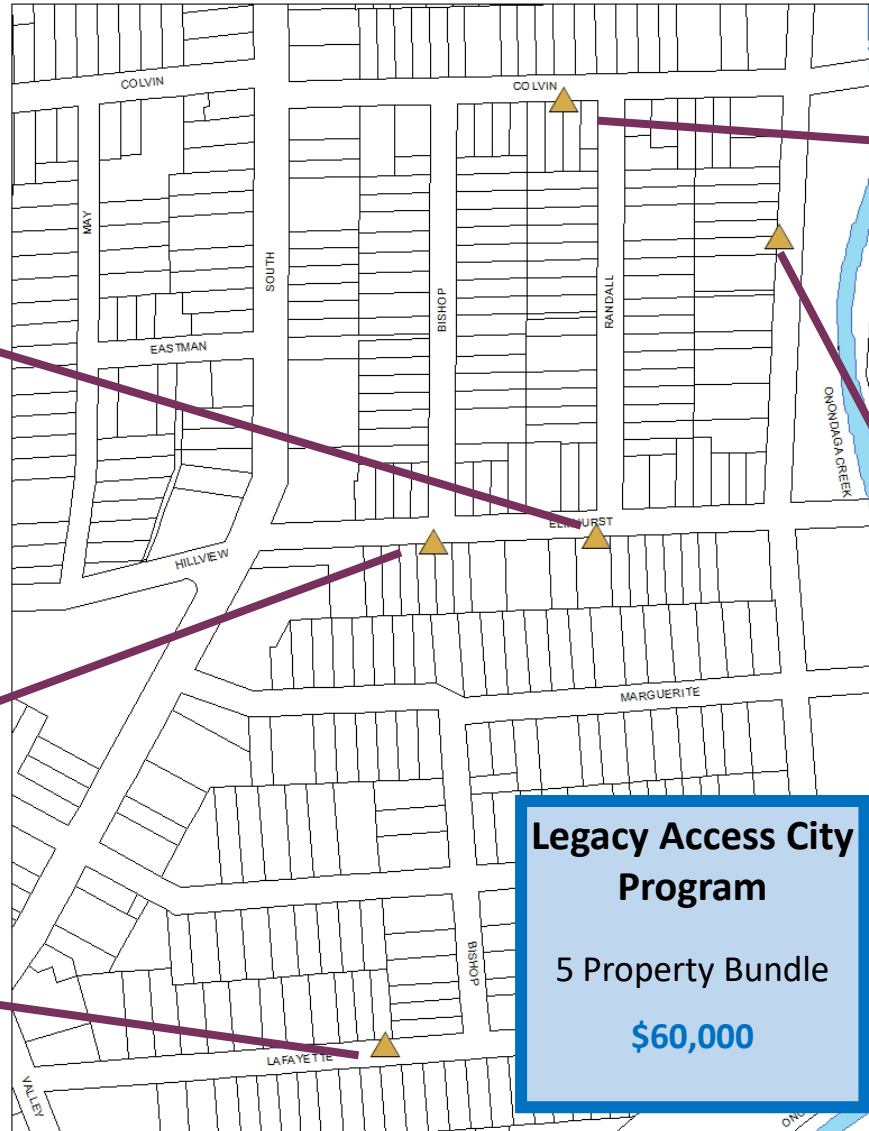 COLVIN
COLVIN
MAY
SOUTH
BISHOP
RANDALL
EASTMAN
ONONDAGA CREEK
HILLVIEW
MARGUERITE
Legacy Access City
Program
5 Property Bundle
$60,000
BISHOP
LAFAYETTE
VALLEY